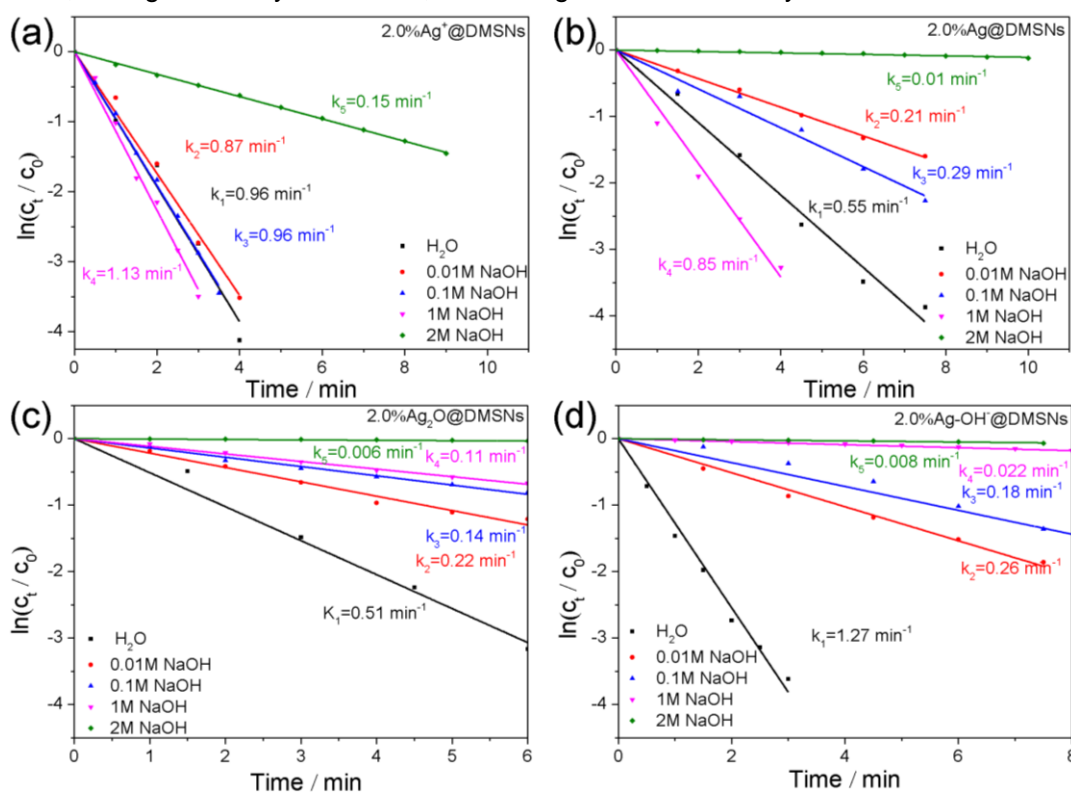 (a)
2.0%Ag⁺@DMSNs
0
-1
-2
-3
-4
ln(cₜ / c₀)
k₅=0.15 min⁻¹
k₂=0.87 min⁻¹
k₁=0.96 min⁻¹
k₃=0.96 min⁻¹
k₄=1.13 min⁻¹
H₂O
0.01M NaOH
0.1M NaOH
1M NaOH
2M NaOH
0 2 4 6 8 10
Time / min
(b)
2.0%Ag@DMSNs
0
-1
-2
-3
-4
ln(cₜ / c₀)
k₅=0.01 min⁻¹
k₂=0.21 min⁻¹
k₃=0.29 min⁻¹
k₁=0.55 min⁻¹
k₄=0.85 min⁻¹
H₂O
0.01M NaOH
0.1M NaOH
1M NaOH
2M NaOH
0 2 4 6 8 10
Time / min
(c)
2.0%Ag₂O@DMSNs
0
-1
-2
-3
-4
ln(cₜ / c₀)
k₅=0.006 min⁻¹
k₄=0.11 min⁻¹
k₃=0.14 min⁻¹
k₂=0.22 min⁻¹
K₁=0.51 min⁻¹
H₂O
0.01M NaOH
0.1M NaOH
1M NaOH
2M NaOH
0 1 2 3 4 5 6
Time / min
(d)
2.0%Ag-OH⁻@DMSNs
0
-1
-2
-3
-4
ln(cₜ / c₀)
k₅=0.008 min⁻¹
k₄=0.022 min⁻¹
k₃=0.18 min⁻¹
k₂=0.26 min⁻¹
k₁=1.27 min⁻¹
H₂O
0.01M NaOH
0.1M NaOH
1M NaOH
2M NaOH
0 2 4 6 8
Time / min